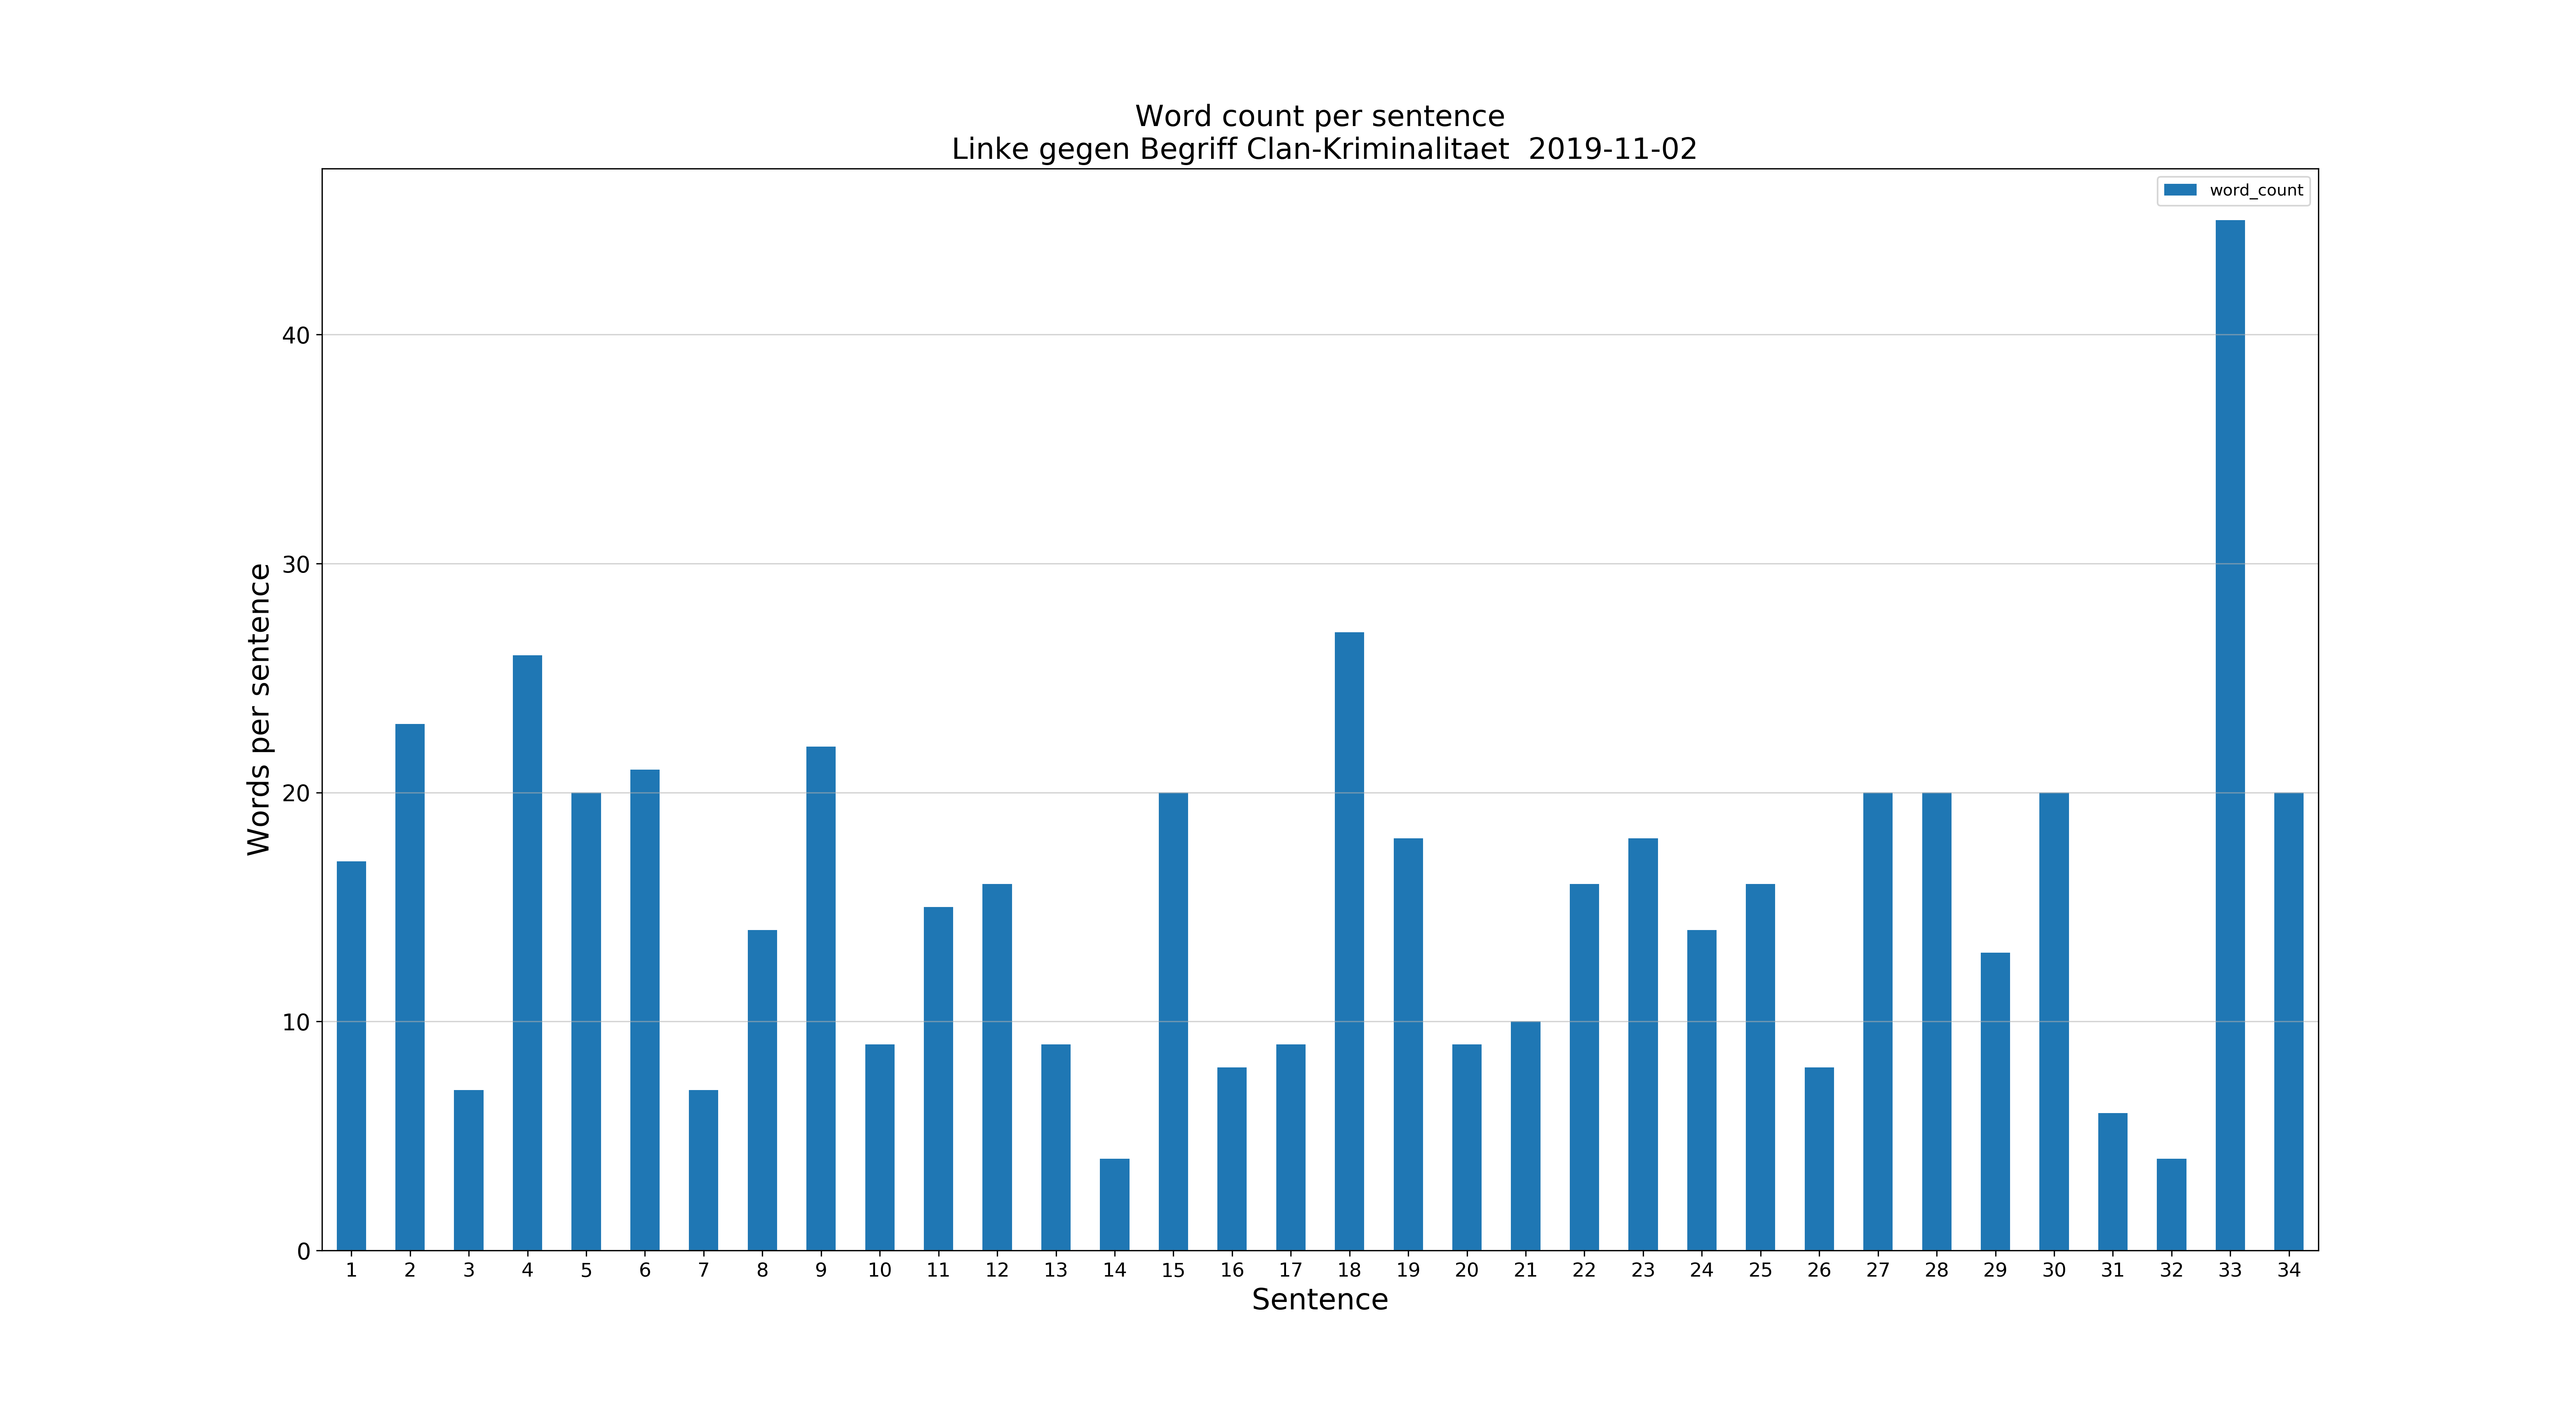 Word count per sentence
Linke gegen Begriff Clan-Kriminalitaet  2019-11-02
word_count
40
30
20
10
0
Words per sentence
1 2 3 4 5 6 7 8 9 10 11 12 13 14 15 16 17 18 19 20 21 22 23 24 25 26 27 28 29 30 31 32 33 34
Sentence